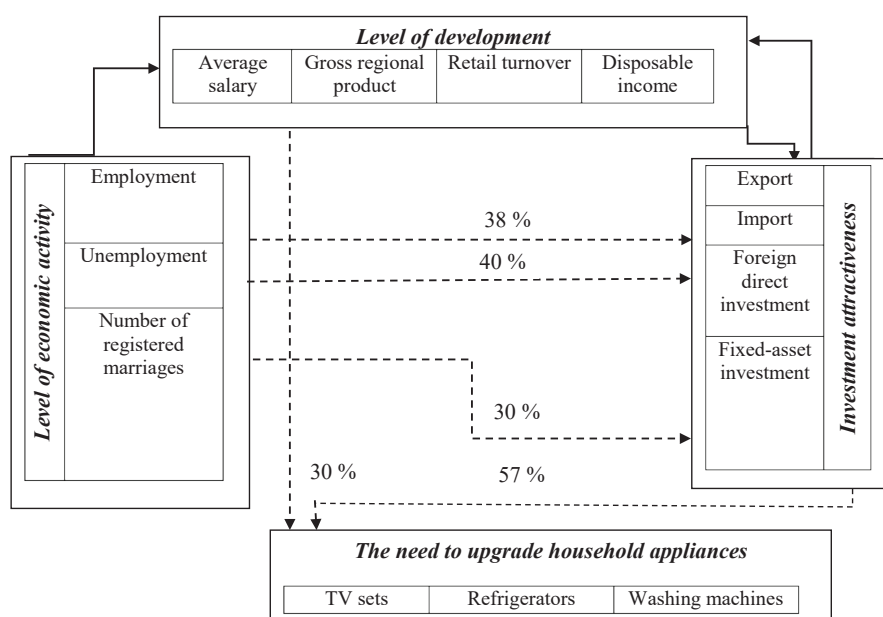 Level of development
Average
salary
Gross regional
product
Retail turnover
Disposable
income
Level of economic activity
Employment
Unemployment
Number of
registered
marriages
38 %
40 %
30 %
30 %
57 %
Export
Import
Foreign
direct
investment
Fixed-asset
investment
Investment attractiveness
The need to upgrade household appliances
TV sets
Refrigerators
Washing machines